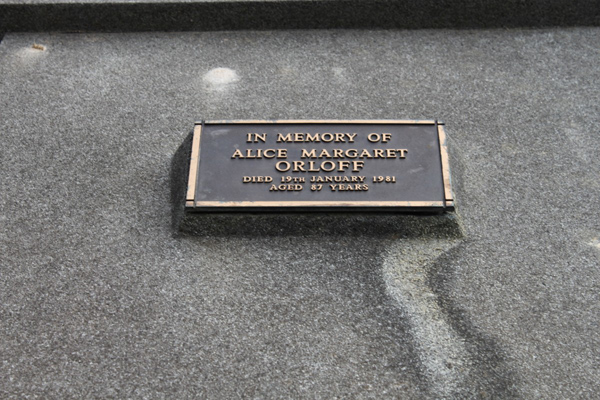 IN MEMORY OF
ALICE MARGARET
ORLOFF
DIED 19TH JANUARY 1981
AGED 87 YEARS